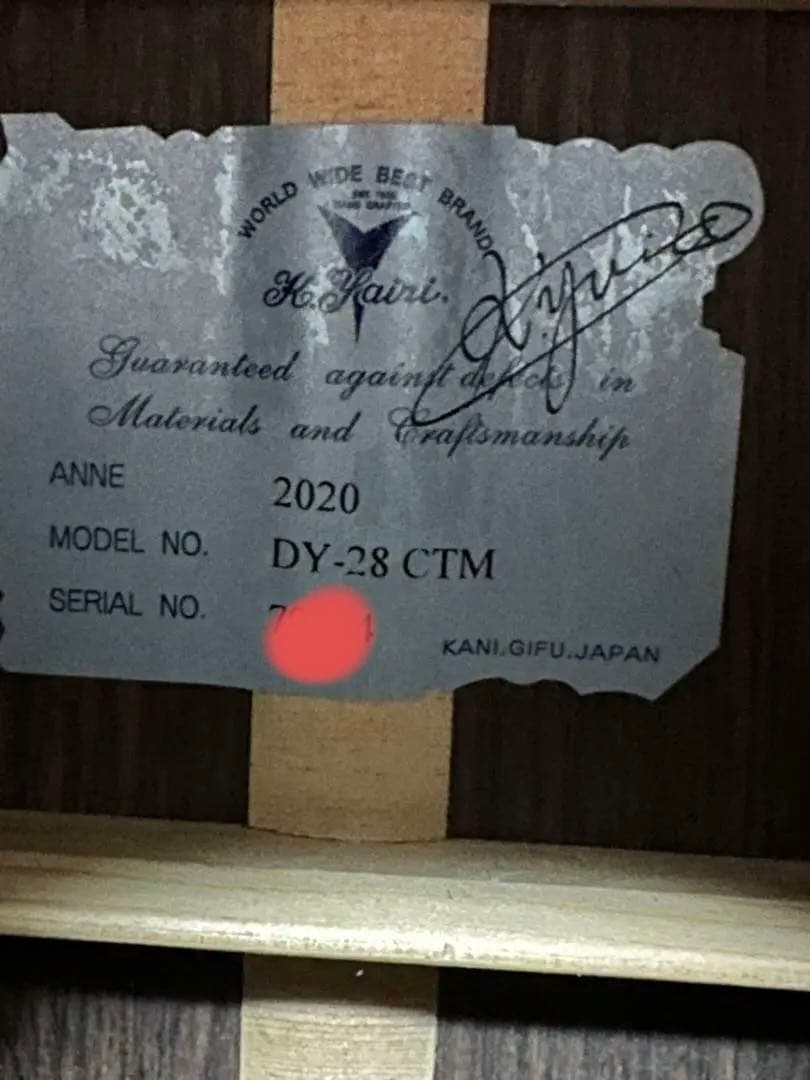 WORLD WIDE BEST BRAND
K.Yairi.
Guaranteed against defects in
Materials and Craftsmanship
ANNE 2020
MODEL NO. DY-28 CTM
SERIAL NO.
KANI.GIFU.JAPAN